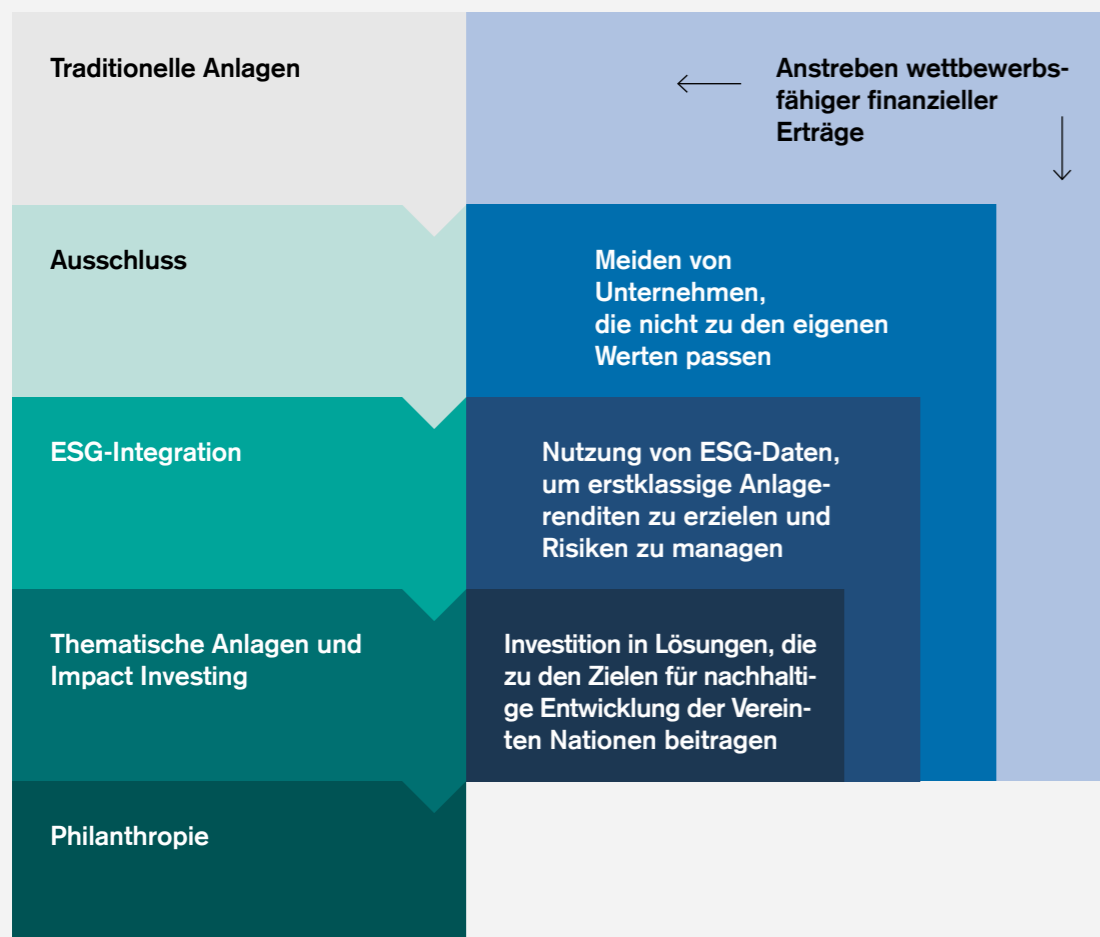 Traditionelle Anlagen
Anstreben wettbewerbs-
fähiger finanzieller
Erträge
Ausschluss
Meiden von
Unternehmen,
die nicht zu den eigenen
Werten passen
ESG-Integration
Nutzung von ESG-Daten,
um erstklassige Anlage-
renditen zu erzielen und
Risiken zu managen
Thematische Anlagen und
Impact Investing
Investition in Lösungen, die
zu den Zielen für nachhalti-
ge Entwicklung der Verein-
ten Nationen beitragen
Philanthropie